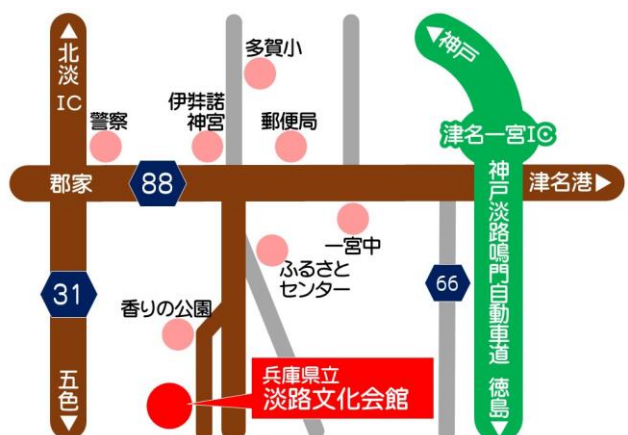 北淡
IC
多賀小
神戸
警察
伊弉諾
神宮
郵便局
津名一宮IC
郡家
88
津名港
神戸淡路鳴門自動車道
一宮中
ふるさと
センター
31
66
香りの公園
兵庫県立
淡路文化会館
五色
徳島